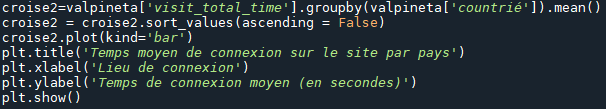 croise2=valpineta['visit_total_time'].groupby(valpineta['countrié']).mean()
croise2 = croise2.sort_values(ascending = False)
croise2.plot(kind='bar')
plt.title('Temps moyen de connexion sur le site par pays')
plt.xlabel('Lieu de connexion')
plt.ylabel('Temps de connexion moyen (en secondes)')
plt.show()